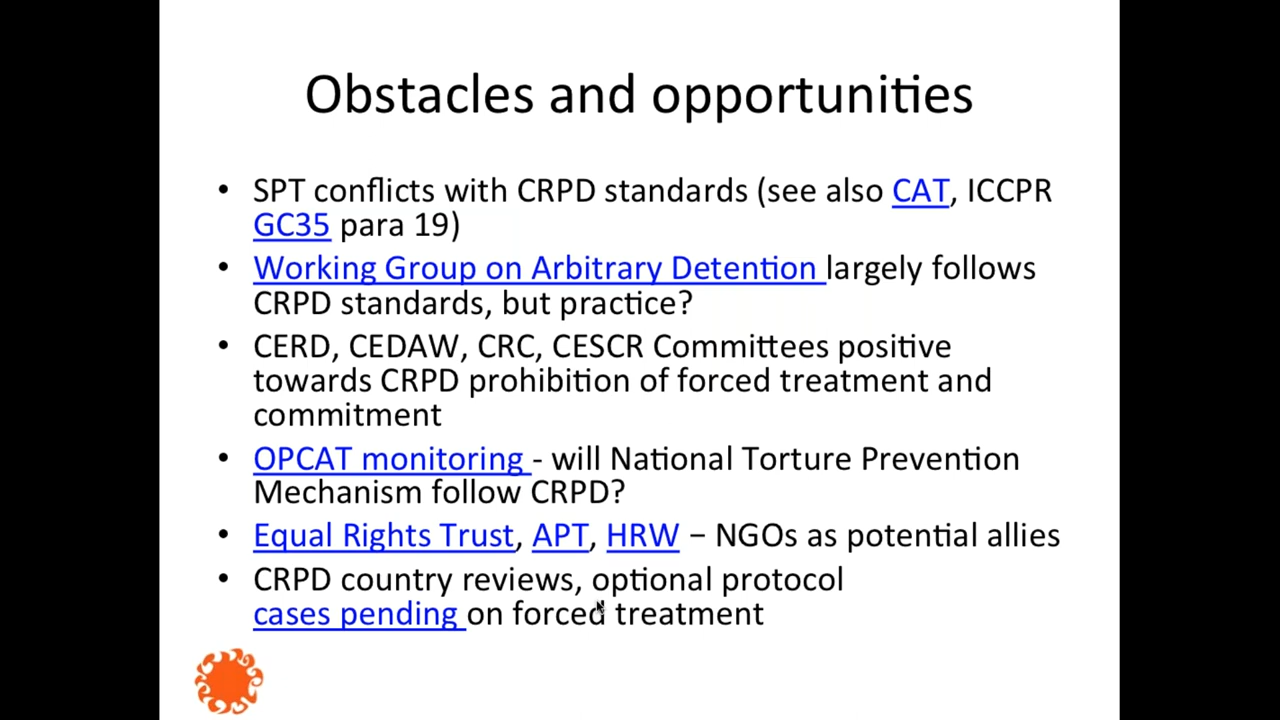 Obstacles and opportunities
• SPT conflicts with CRPD standards (see also CAT, ICCPR
GC35 para 19)
• Working Group on Arbitrary Detention largely follows
CRPD standards, but practice?
• CERD, CEDAW, CRC, CESCR Committees positive
towards CRPD prohibition of forced treatment and
commitment
• OPCAT monitoring - will National Torture Prevention
Mechanism follow CRPD?
• Equal Rights Trust, APT, HRW – NGOs as potential allies
• CRPD country reviews, optional protocol
cases pending on forced treatment